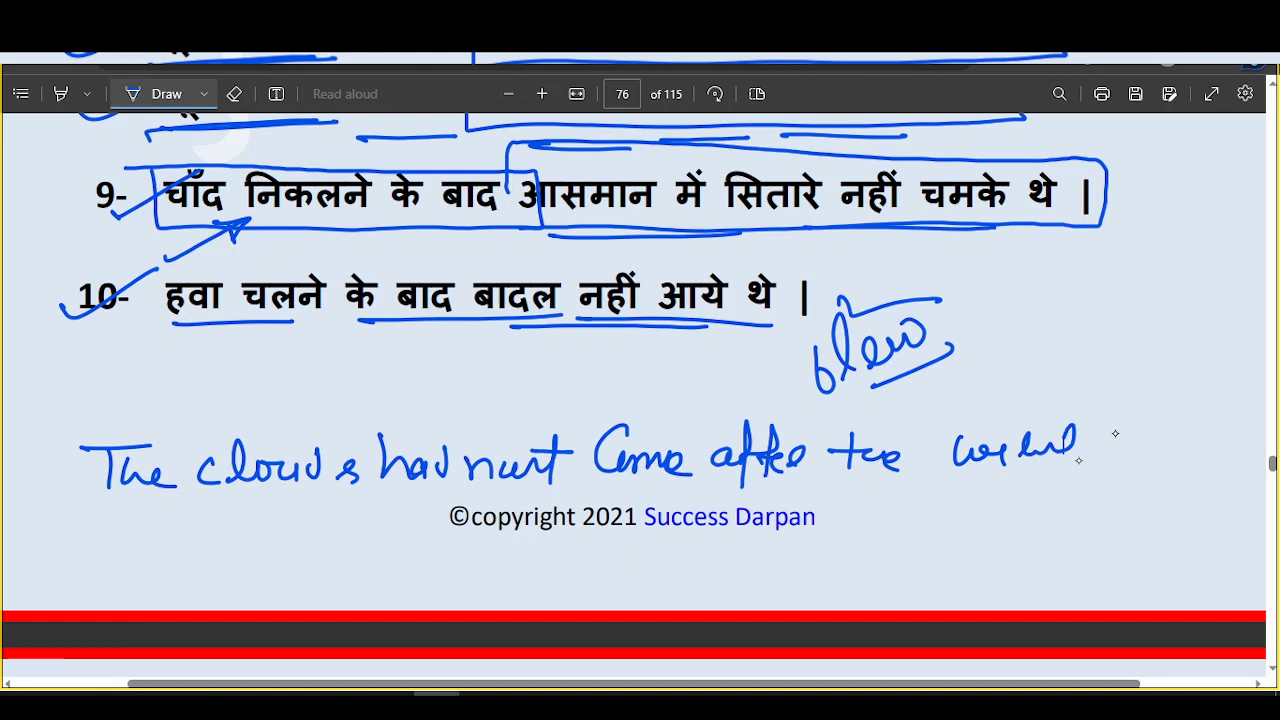 Draw
Read aloud
76 of 115
9- चाँद निकलने के बाद आसमान में सितारे नहीं चमके थे |
10- हवा चलने के बाद बादल नहीं आये थे |
blew
The clouds had not come after the wind
©copyright 2021 Success Darpan